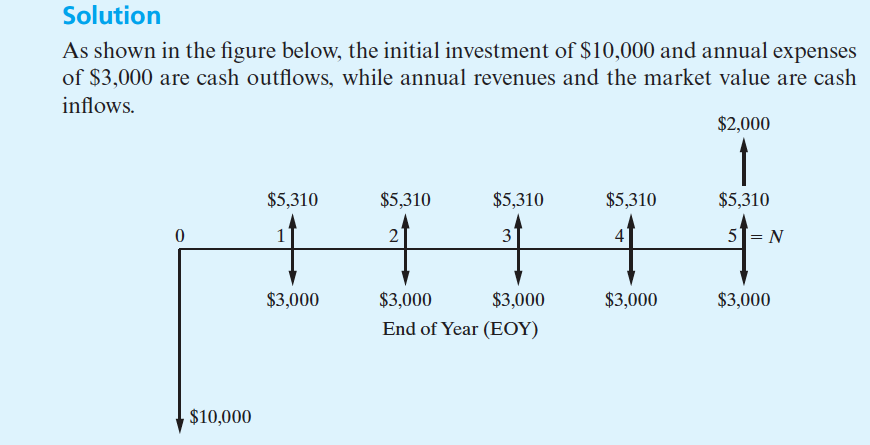 Solution
As shown in the figure below, the initial investment of $10,000 and annual expenses
of $3,000 are cash outflows, while annual revenues and the market value are cash
inflows.
$2,000
$5,310 $5,310 $5,310 $5,310 $5,310
0 1 2 3 4 5 = N
$3,000 $3,000 $3,000 $3,000 $3,000
End of Year (EOY)
$10,000